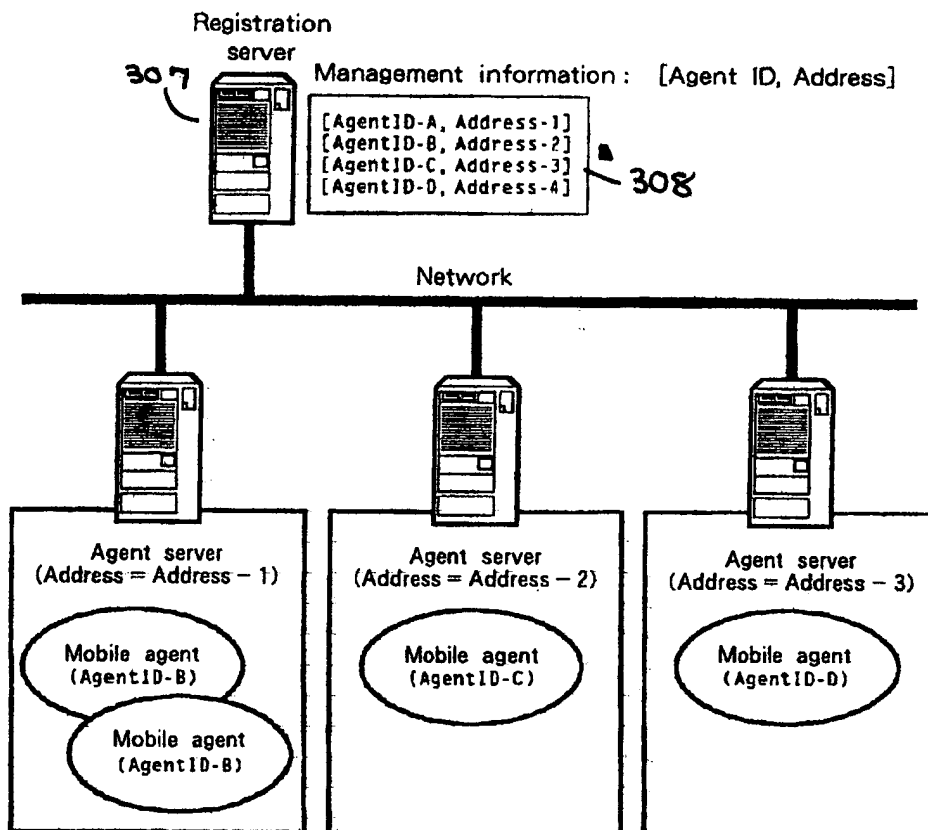 Registration
server
307
Management information : [Agent ID, Address]
[AgentID-A, Address-1]
[AgentID-B, Address-2]
[AgentID-C, Address-3]
[AgentID-D, Address-4]
308
Network
Agent server
(Address = Address - 1)
Mobile agent
(AgentID-B)
Mobile agent
(AgentID-B)
Agent server
(Address = Address - 2)
Mobile agent
(AgentID-C)
Agent server
(Address = Address - 3)
Mobile agent
(AgentID-D)